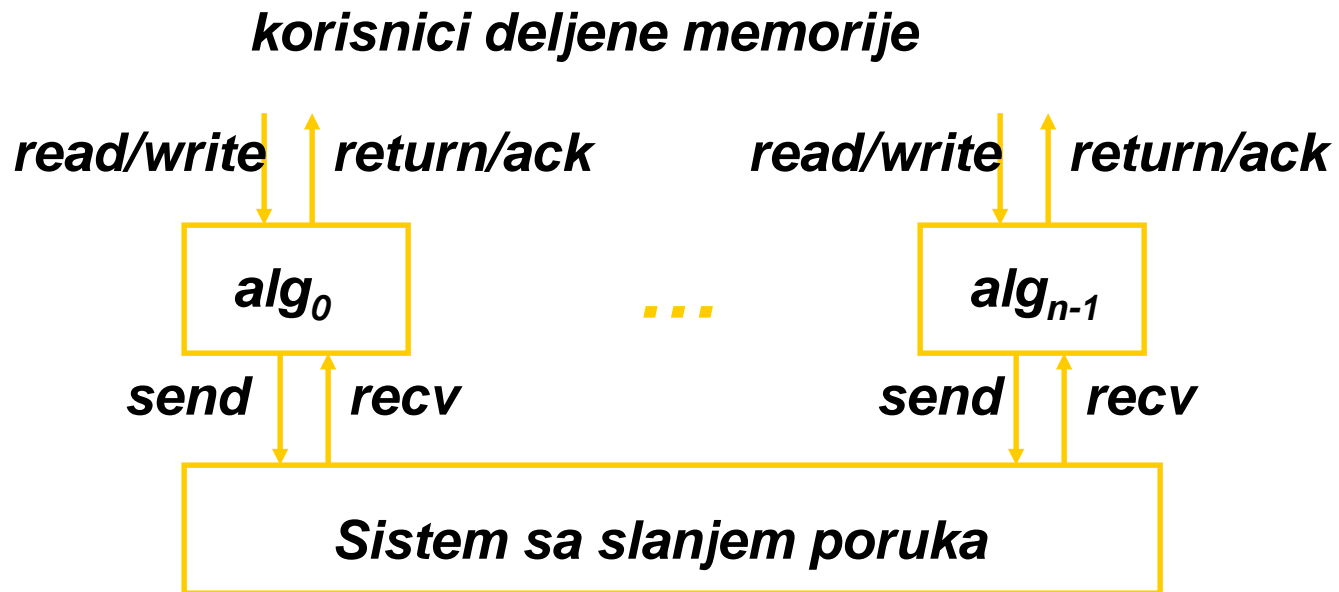 korisnici deljene memorije
read/write return/ack read/write return/ack
alg₀ ... algₙ₋₁
send recv send recv
Sistem sa slanjem poruka